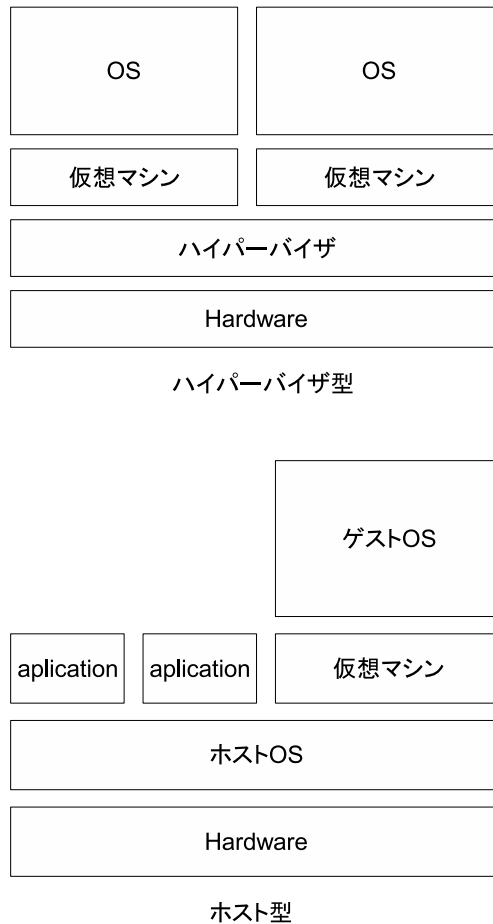 OS
OS
仮想マシン
仮想マシン
ハイパーバイザ
Hardware
ハイパーバイザ型
ゲストOS
aplication
aplication
仮想マシン
ホストOS
Hardware
ホスト型